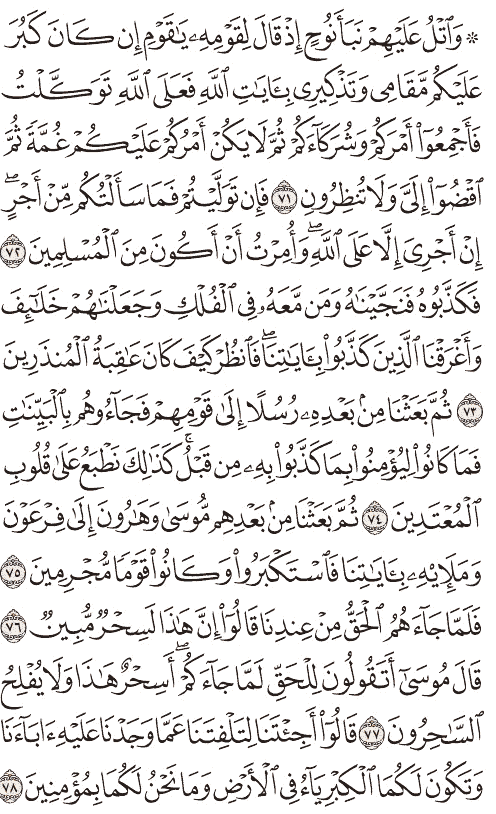 ۞ وَٱتۡلُ عَلَيۡهِمۡ نَبَأَ نُوحٍ إِذۡ قَالَ لِقَوۡمِهِۦ يَٰقَوۡمِ إِن كَانَ كَبُرَ
عَلَيۡكُم مَّقَامِي وَتَذۡكِيرِي بِـَٔايَٰتِ ٱللَّهِ فَعَلَى ٱللَّهِ تَوَكَّلۡتُ
فَأَجۡمِعُوٓاْ أَمۡرَكُمۡ وَشُرَكَآءَكُمۡ ثُمَّ لَا يَكُنۡ أَمۡرُكُمۡ عَلَيۡكُمۡ غُمَّةٗ ثُمَّ
ٱقۡضُوٓاْ إِلَيَّ وَلَا تُنظِرُونِ ٧١ فَإِن تَوَلَّيۡتُمۡ فَمَا سَأَلۡتُكُم مِّنۡ أَجۡرٍۖ
إِنۡ أَجۡرِيَ إِلَّا عَلَى ٱللَّهِۖ وَأُمِرۡتُ أَنۡ أَكُونَ مِنَ ٱلۡمُسۡلِمِينَ ٧٢
فَكَذَّبُوهُ فَنَجَّيۡنَٰهُ وَمَن مَّعَهُۥ فِي ٱلۡفُلۡكِ وَجَعَلۡنَٰهُمۡ خَلَٰٓئِفَ
وَأَغۡرَقۡنَا ٱلَّذِينَ كَذَّبُواْ بِـَٔايَٰتِنَاۖ فَٱنظُرۡ كَيۡفَ كَانَ عَٰقِبَةُ ٱلۡمُنذَرِينَ
٧٣ ثُمَّ بَعَثۡنَا مِنۢ بَعۡدِهِۦ رُسُلًا إِلَىٰ قَوۡمِهِمۡ فَجَآءُوهُم بِٱلۡبَيِّنَٰتِ
فَمَا كَانُواْ لِيُؤۡمِنُواْ بِمَا كَذَّبُواْ بِهِۦ مِن قَبۡلُۚ كَذَٰلِكَ نَطۡبَعُ عَلَىٰ قُلُوبِ
ٱلۡمُعۡتَدِينَ ٧٤ ثُمَّ بَعَثۡنَا مِنۢ بَعۡدِهِم مُّوسَىٰ وَهَٰرُونَ إِلَىٰ فِرۡعَوۡنَ
وَمَلَإِيْهِۦ بِـَٔايَٰتِنَا فَٱسۡتَكۡبَرُواْ وَكَانُواْ قَوۡمٗا مُّجۡرِمِينَ ٧٥
فَلَمَّا جَآءَهُمُ ٱلۡحَقُّ مِنۡ عِندِنَا قَالُوٓاْ إِنَّ هَٰذَا لَسِحۡرٞ مُّبِينٞ ٧٦
قَالَ مُوسَىٰٓ أَتَقُولُونَ لِلۡحَقِّ لَمَّا جَآءَكُمۡۖ أَسِحۡرٌ هَٰذَا وَلَا يُفۡلِحُ
ٱلسَّٰحِرُونَ ٧٧ قَالُوٓاْ أَجِئۡتَنَا لِتَلۡفِتَنَا عَمَّا وَجَدۡنَا عَلَيۡهِ ءَابَآءَنَا
وَتَكُونَ لَكُمَا ٱلۡكِبۡرِيَآءُ فِي ٱلۡأَرۡضِ وَمَا نَحۡنُ لَكُمَا بِمُؤۡمِنِينَ ٧٨